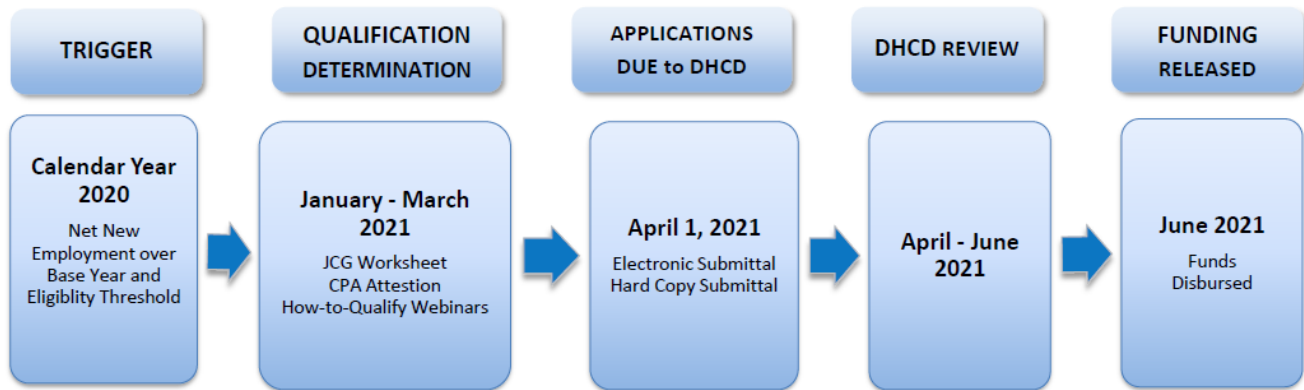 TRIGGER
QUALIFICATION
DETERMINATION
APPLICATIONS
DUE to DHCD
DHCD REVIEW
FUNDING
RELEASED
Calendar Year
2020
Net New
Employment over
Base Year and
Eligiblity Threshold
January - March
2021
JCG Worksheet
CPA Attestion
How-to-Qualify Webinars
April 1, 2021
Electronic Submittal
Hard Copy Submittal
April - June
2021
June 2021
Funds
Disbursed